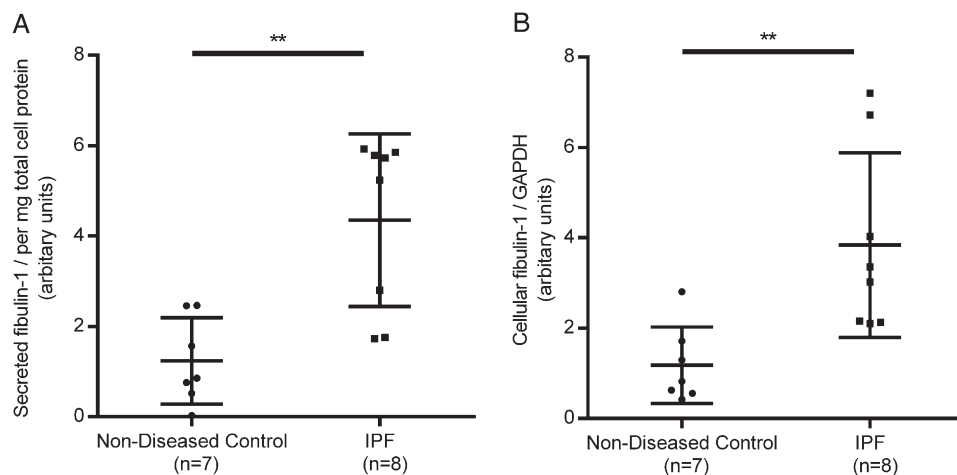 A
Secreted fibulin-1 / per mg total cell protein
(arbitary units)
8
6
4
2
0
**
Non-Diseased Control
(n=7)
IPF
(n=8)
B
Cellular fibulin-1 / GAPDH
(arbitary units)
8
6
4
2
0
**
Non-Diseased Control
(n=7)
IPF
(n=8)